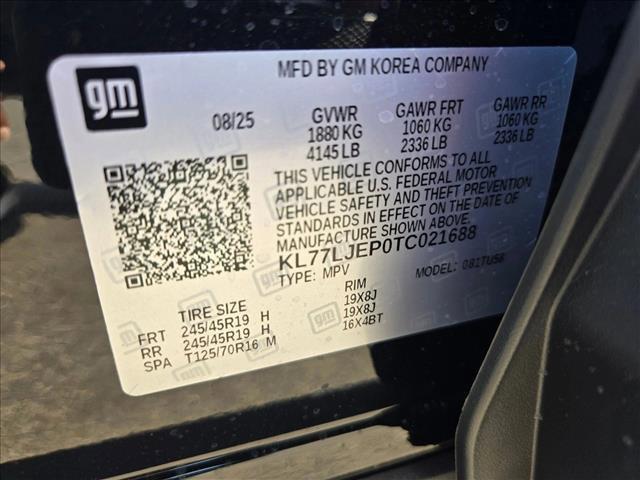 gm
MFD BY GM KOREA COMPANY
08/25 GVWR GAWR FRT GAWR RR
1880 KG 1060 KG 1060 KG
4145 LB 2336 LB 2336 LB
THIS VEHICLE CONFORMS TO ALL
APPLICABLE U.S. FEDERAL MOTOR
VEHICLE SAFETY AND THEFT PREVENTION
STANDARDS IN EFFECT ON THE DATE OF
MANUFACTURE SHOWN ABOVE.
KL77LJEP0TC021688
TYPE: MPV MODEL: 081TU56
TIRE SIZE RIM
FRT 245/45R19 H 19X8J
RR 245/45R19 H 19X8J
SPA T125/70R16 M 16X4BT